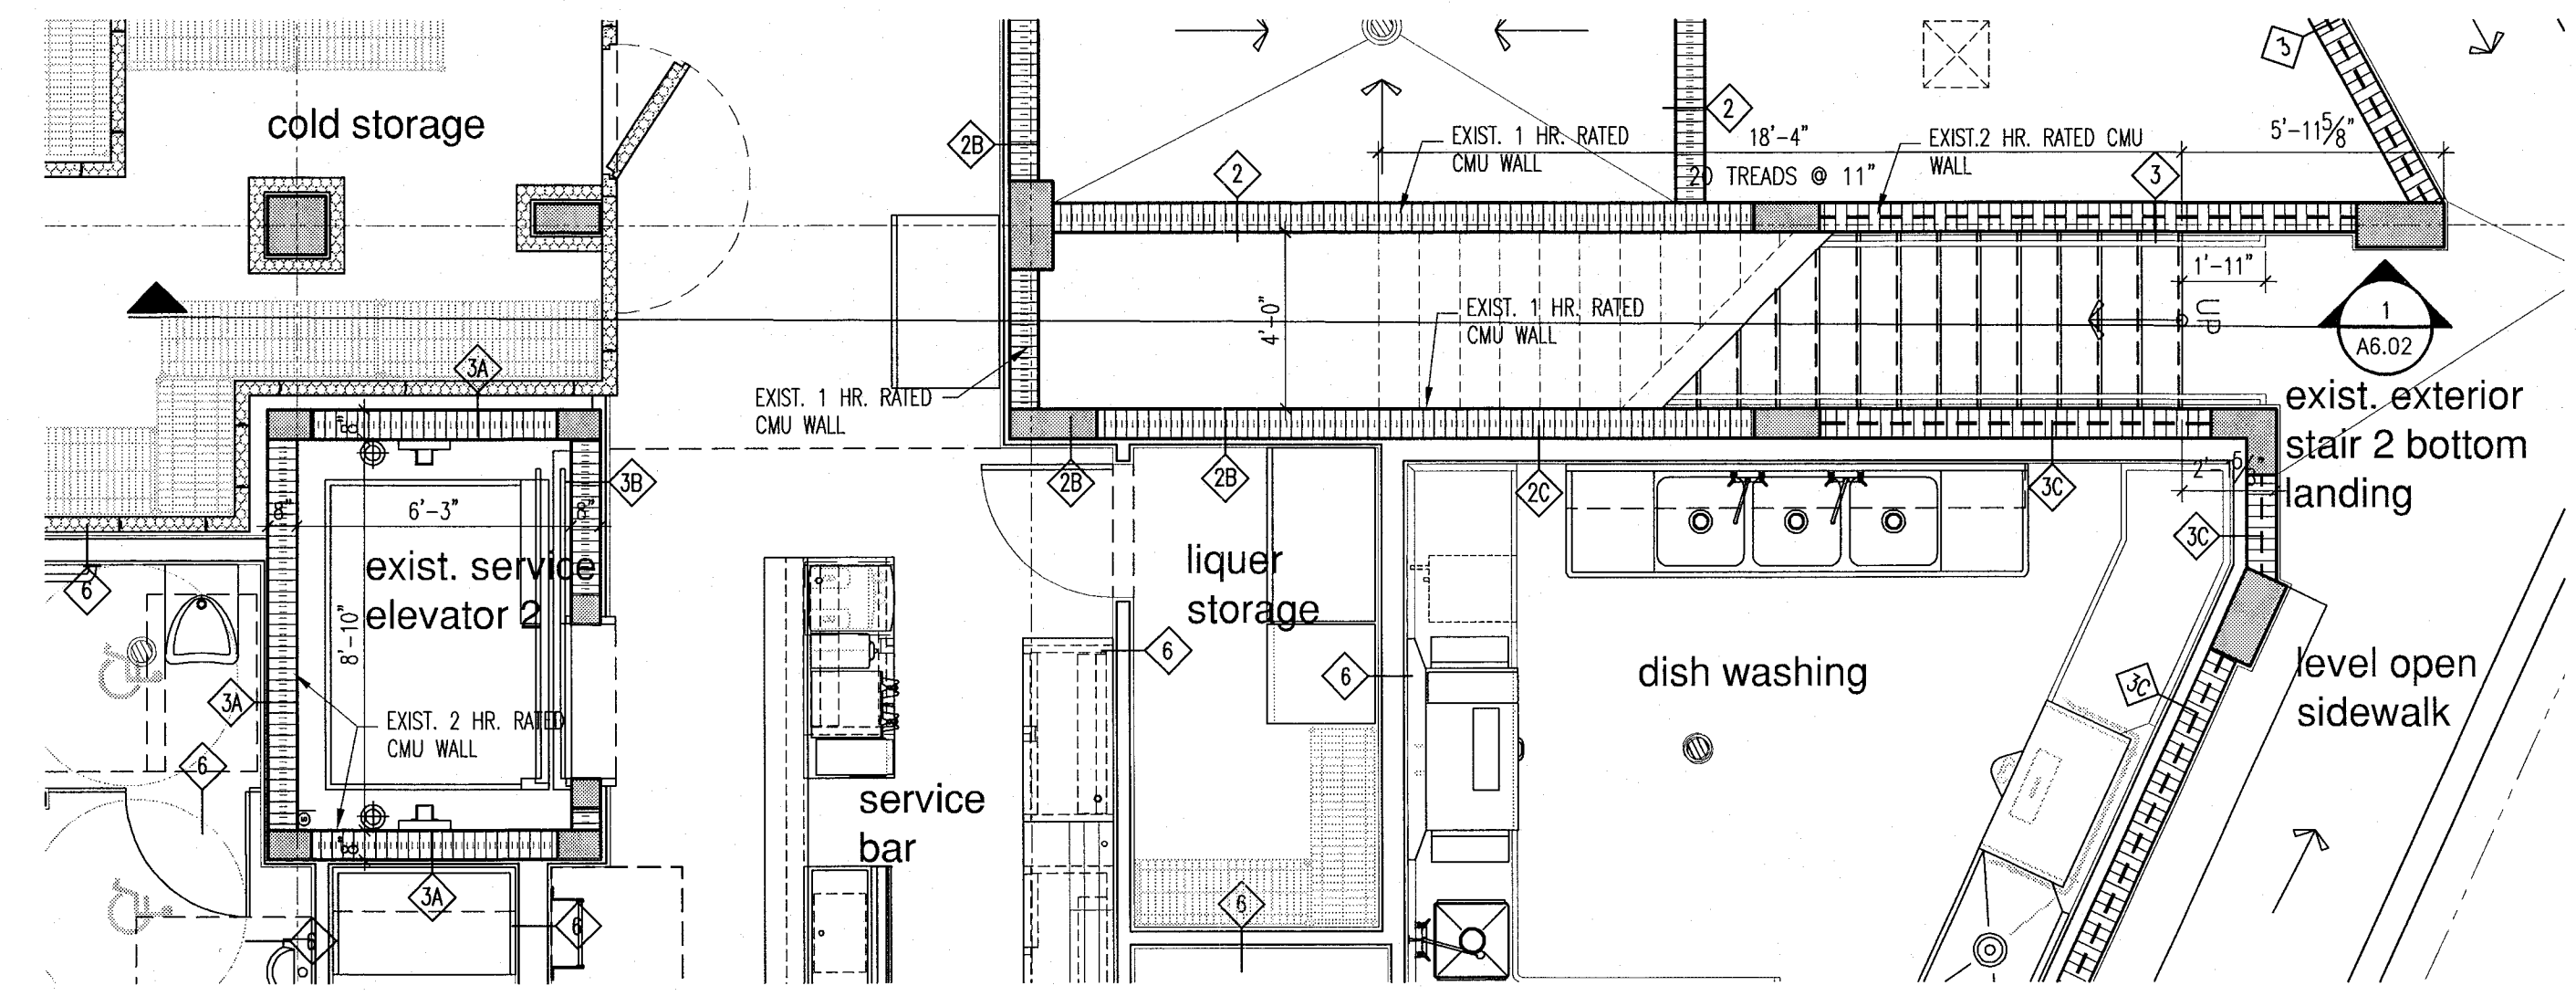 cold storage
2B
2
EXIST. 1 HR. RATED
CMU WALL
2
18'-4"
20 TREADS @ 11"
EXIST.2 HR. RATED CMU
WALL
3
3
5'-11 5/8"
1'-11"
UP
1
A6.02
4'-0"
EXIST. 1 HR. RATED
CMU WALL
EXIST. 1 HR. RATED
CMU WALL
exist. exterior
stair 2 bottom
landing
3A
8"
3B
8"
6'-3"
8"
exist. service
elevator 2
8'-10"
EXIST. 2 HR. RATED
CMU WALL
3A
6
6
8"
3A
6
6
2B
2B
2C
3C
3C
3C
liquer
storage
6
6
6
dish washing
service
bar
level open
sidewalk